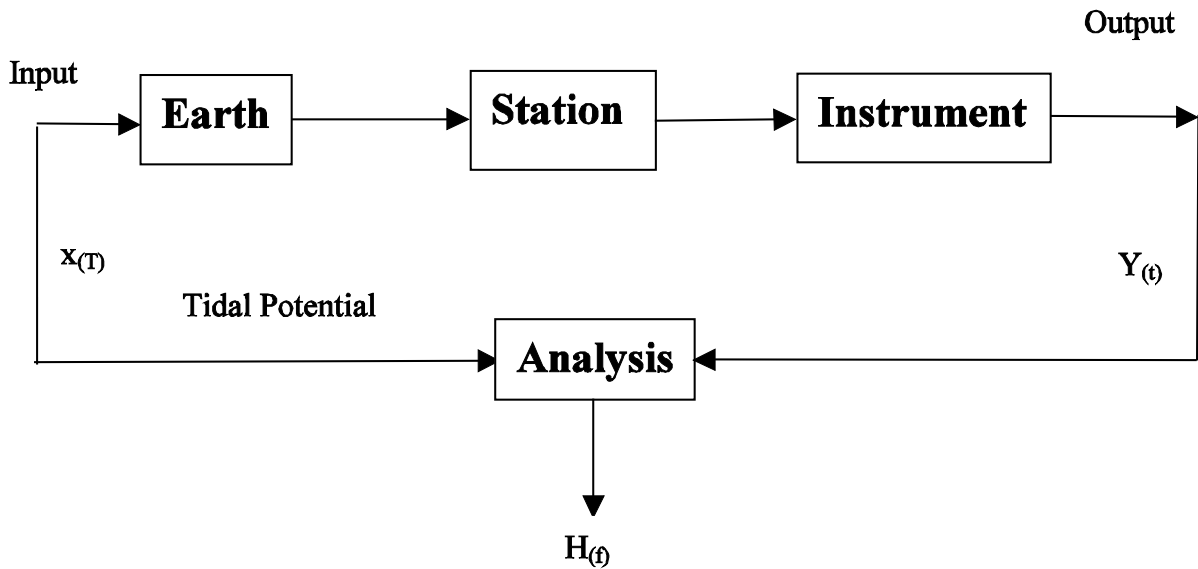 Output
Input
Earth
Station
Instrument
x(T)
Y(t)
Tidal Potential
Analysis
H(f)